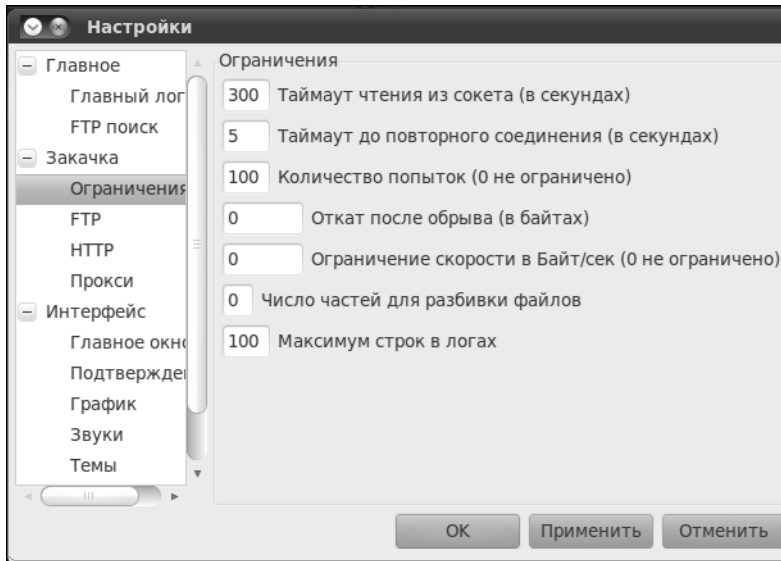 Настройки
Главное
Главный лог
FTP поиск
Закачка
Ограничения
FTP
HTTP
Прокси
Интерфейс
Главное окн
Подтвержде
График
Звуки
Темы
Ограничения
300 Таймаут чтения из сокета (в секундах)
5 Таймаут до повторного соединения (в секундах)
100 Количество попыток (0 не ограничено)
0 Откат после обрыва (в байтах)
0 Ограничение скорости в Байт/сек (0 не ограничено)
0 Число частей для разбивки файлов
100 Максимум строк в логах
OK Применить Отменить